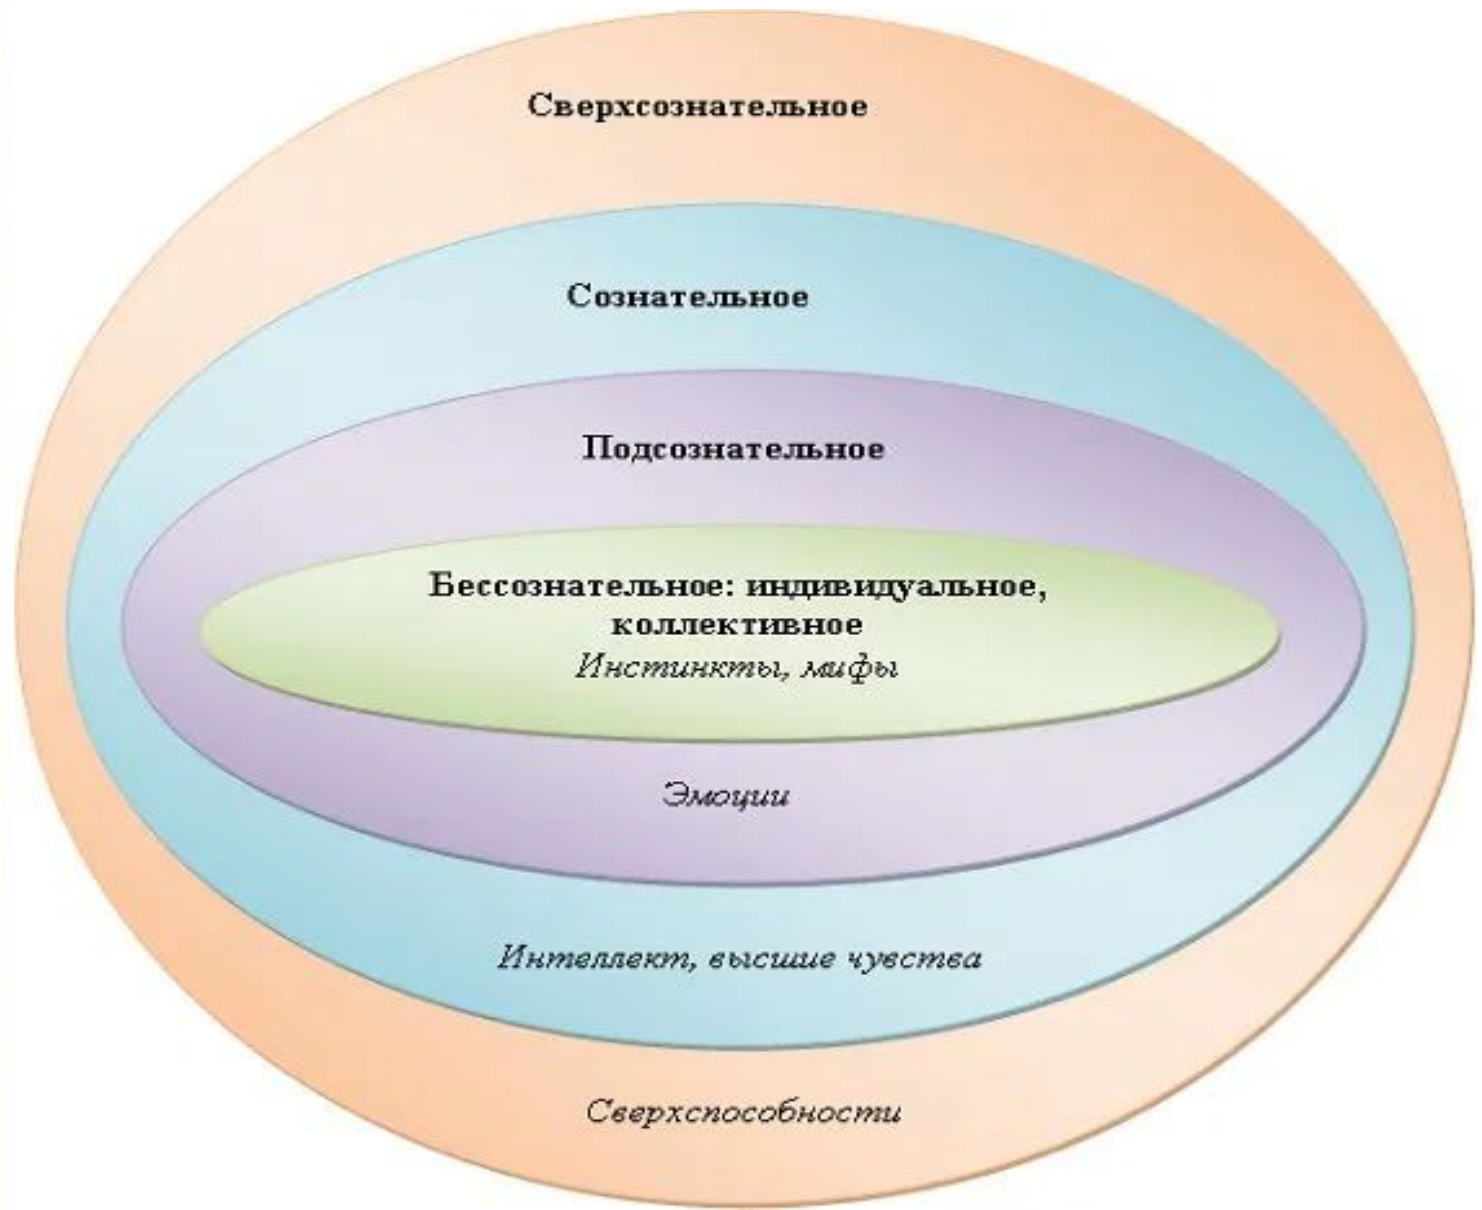 Сверхсознательное
Сознательное
Подсознательное
Бессознательное: индивидуальное,
коллективное
Инстинкты, мифы
Эмоции
Интеллект, высшие чувства
Сверхспособности